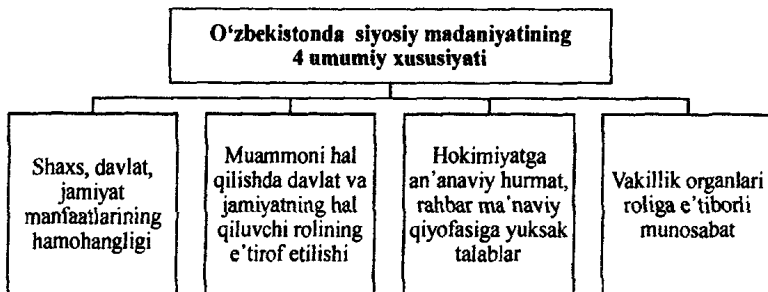 O‘zbekistonda siyosiy madaniyatining
4 umumiy xususiyati
Shaxs, davlat,
jamiyat
manfaatlarining
hamohangligi
Muammoni hal
qilishda davlat va
jamiyatning hal
qiluvchi rolining
e’tirof etilishi
Hokimiyatga
an’anaviy hurmat,
rahbar ma’naviy
qiyofasiga yuksak
talablar
Vakillik organlari
roliga e’tiborli
munosabat